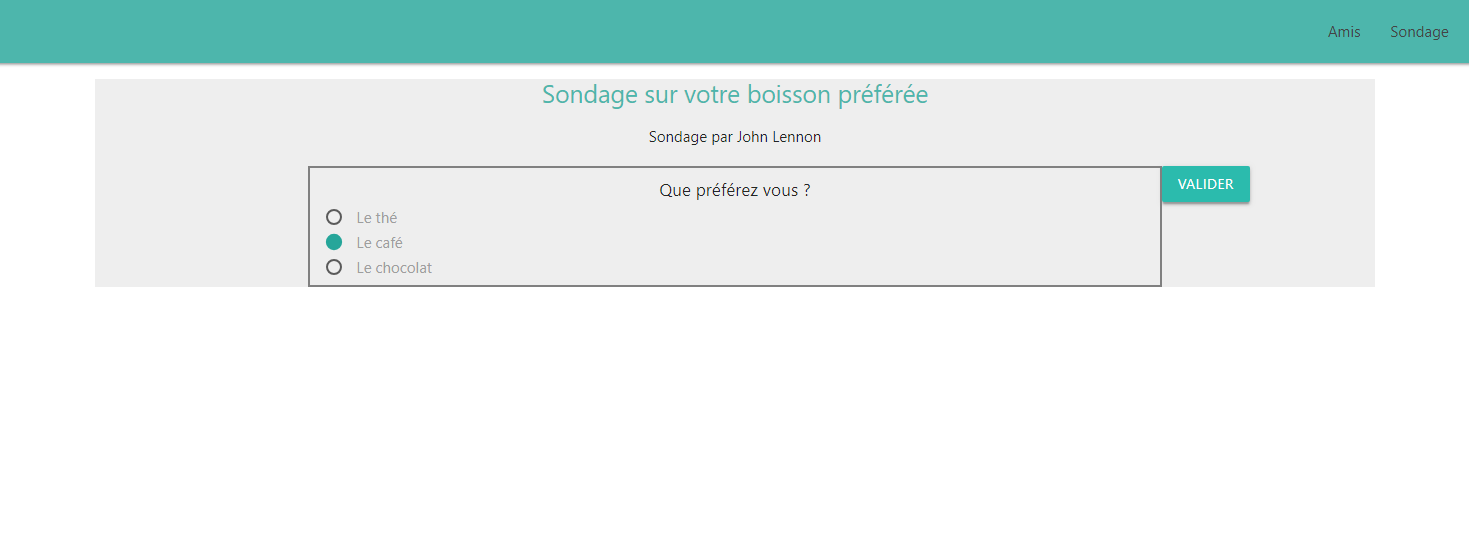 Amis Sondage
Sondage sur votre boisson préférée
Sondage par John Lennon
Que préférez vous ?
VALIDER
Le thé
Le café
Le chocolat